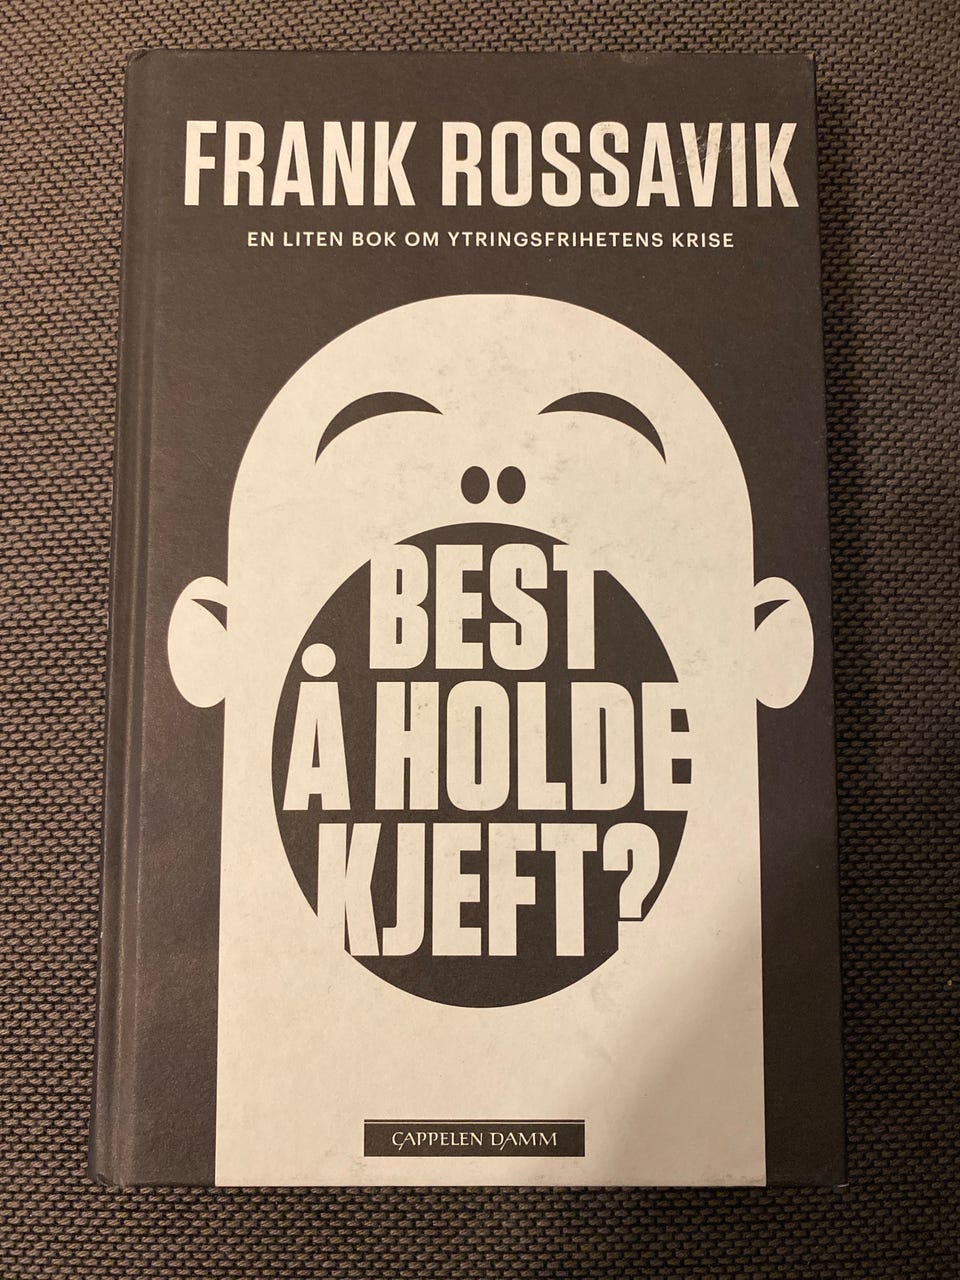 FRANK ROSSAVIK
EN LITEN BOK OM YTRINGSFRIHETENS KRISE
BEST
Å HOLDE
KJEFT?
CAPPELEN DAMM